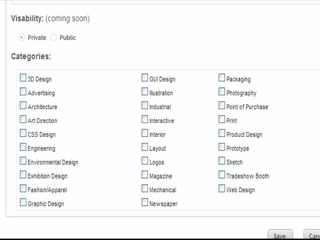 Visability: (coming soon)
Private Public
Categories:
3D Design GUI Design Packaging
Advertising Illustration Photography
Architecture Industrial Point of Purchase
Art Direction Interactive Print
CSS Design Interior Product Design
Engineering Layout Prototype
Environmental Design Logos Sketch
Exhibition Design Magazine Tradeshow Booth
Fashion/Apparel Mechanical Web Design
Graphic Design Newspaper
Save